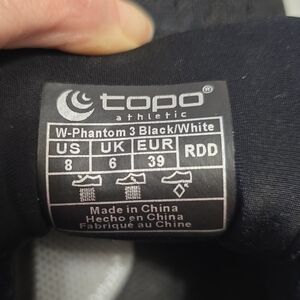 topo®
athletic
W-Phantom 3 Black/White
US UK EUR RDD
8 6 39
Made in China
Hecho en China
Fabriqué au Chine